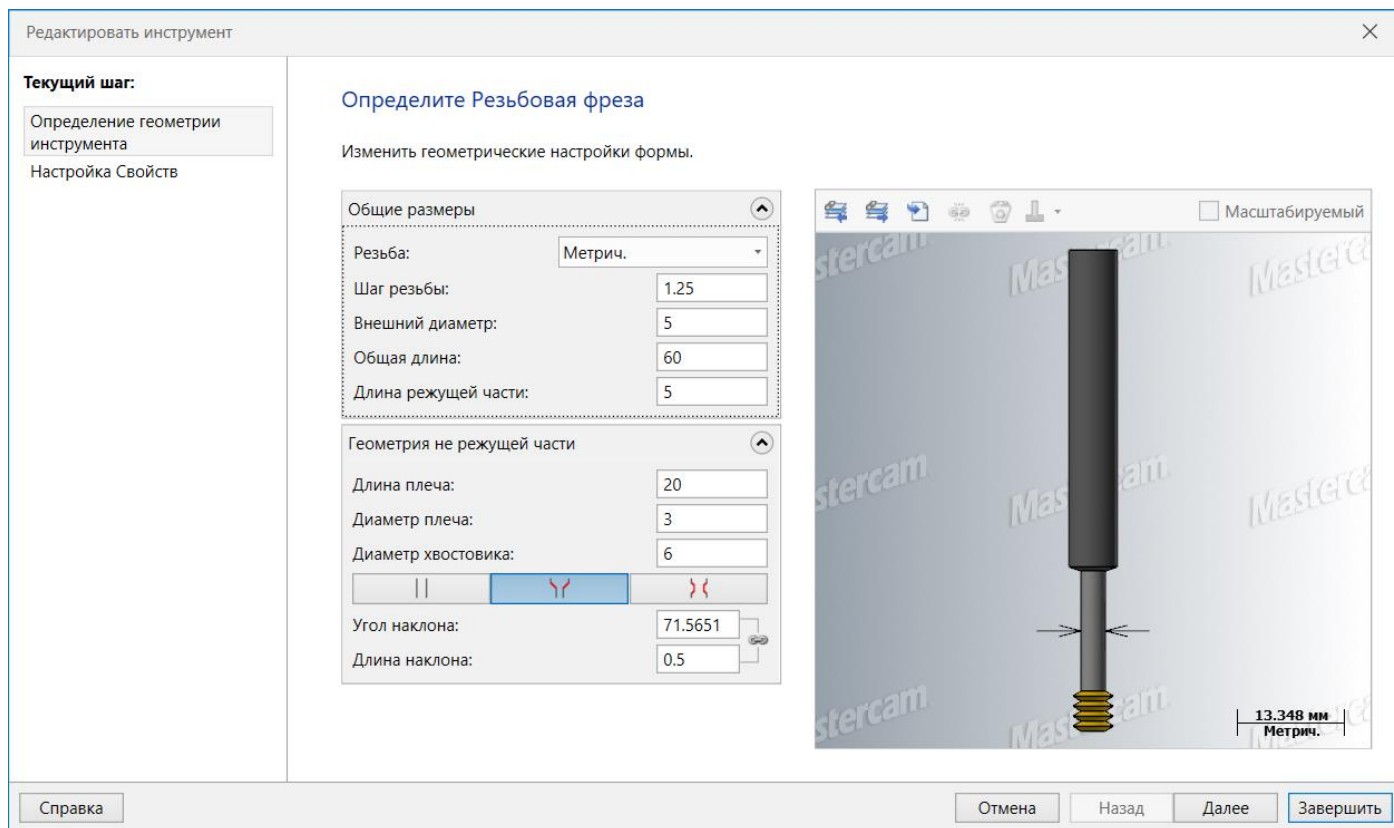 Редактировать инструмент
Текущий шаг:
Определение геометрии
инструмента
Настройка Свойств
Определите Резьбовая фреза
Изменить геометрические настройки формы.
Общие размеры
Резьба: Метрич.
Шаг резьбы: 1.25
Внешний диаметр: 5
Общая длина: 60
Длина режущей части: 5
Геометрия не режущей части
Длина плеча: 20
Диаметр плеча: 3
Диаметр хвостовика: 6
Угол наклона: 71.5651
Длина наклона: 0.5
Масштабируемый
Mastercam
13.348 мм
Метрич.
Справка
Отмена
Назад
Далее
Завершить